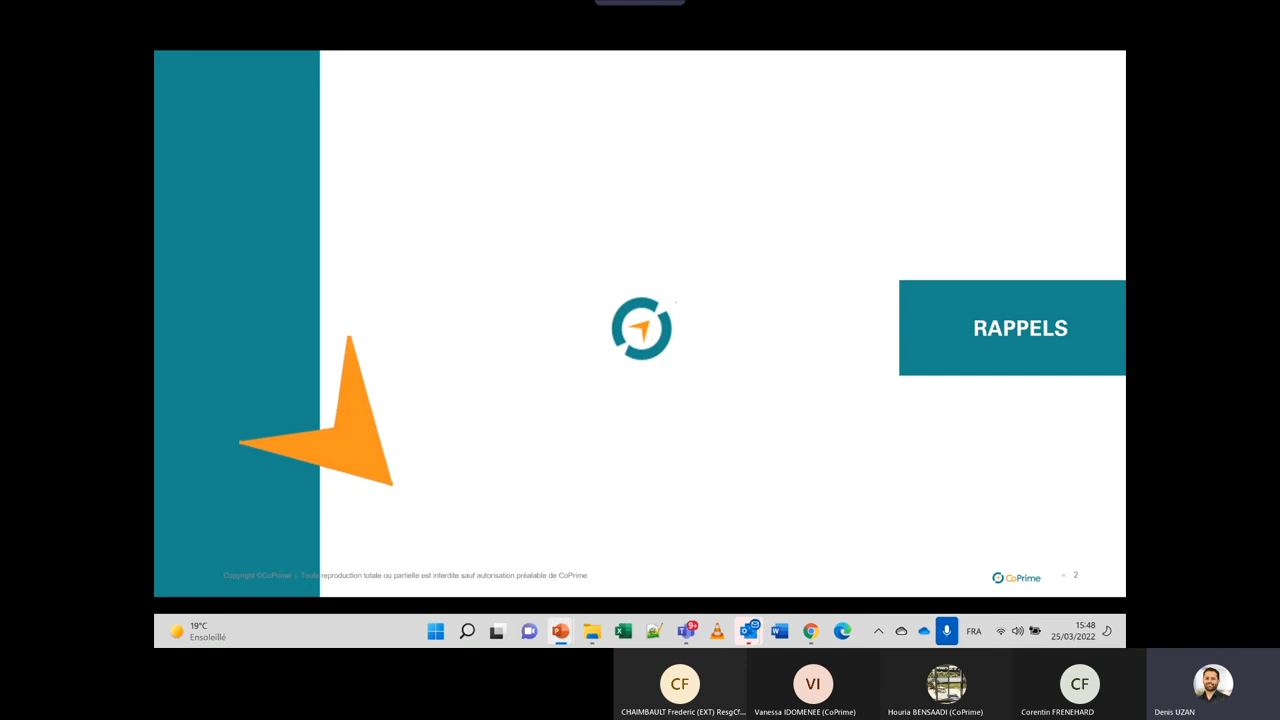 RAPPELS
Copyright ©CoPrime | Toute reproduction totale ou partielle est interdite sauf autorisation préalable de CoPrime
CoPrime
2
19°C
Ensoleillé
9+
FRA
15:48
25/03/2022
CF
VI
CF
CHAIMBAULT Frederic (EXT) ResgCf...
Vanessa IDOMENEE (CoPrime)
Houria BENSAADI (CoPrime)
Corentin FRENEHARD
Denis UZAN